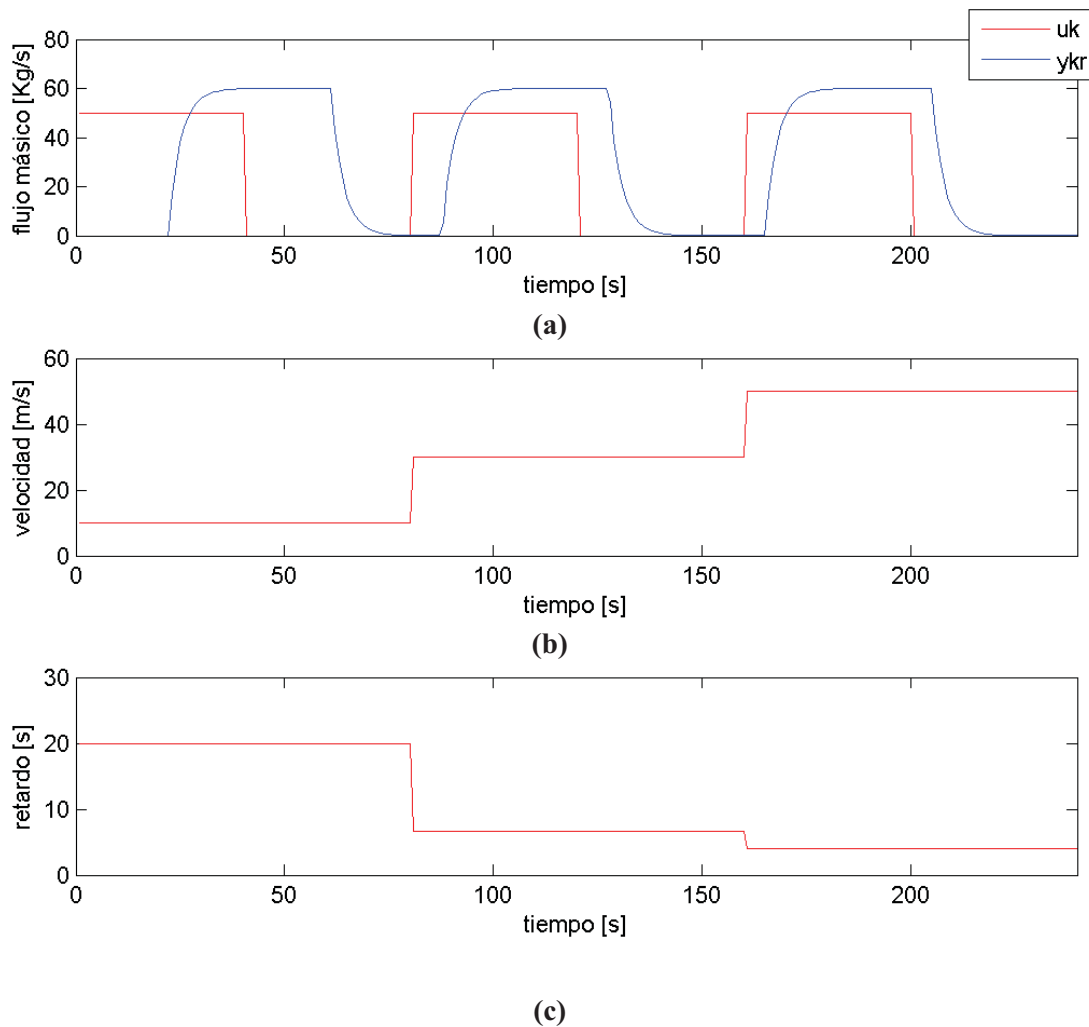 uk
ykr
flujo másico [Kg/s]
80
60
40
20
0
0 50 100 150 200
tiempo [s]
(a)
velocidad [m/s]
60
40
20
0
0 50 100 150 200
tiempo [s]
(b)
retardo [s]
30
20
10
0
0 50 100 150 200
tiempo [s]
(c)